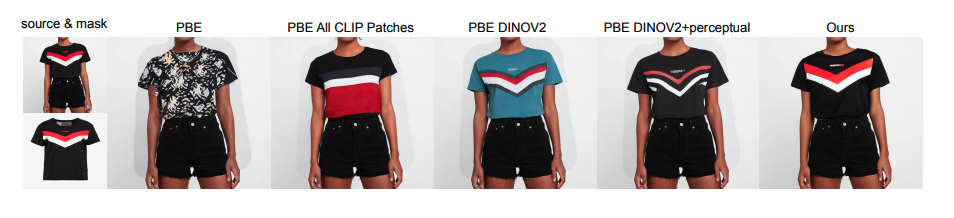 source & mask
PBE
PBE All CLIP Patches
PBE DINOV2
PBE DINOV2+perceptual
Ours